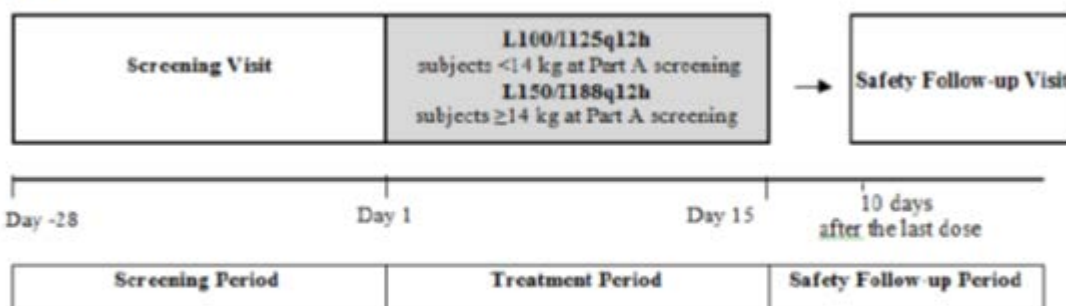 Screening Visit
L100/I125q12h
subjects <14 kg at Part A screening
L150/I188q12h
subjects ≥14 kg at Part A screening
Safety Follow-up Visit
Day -28
Day 1
Day 15
10 days
after the last dose
Screening Period
Treatment Period
Safety Follow-up Period